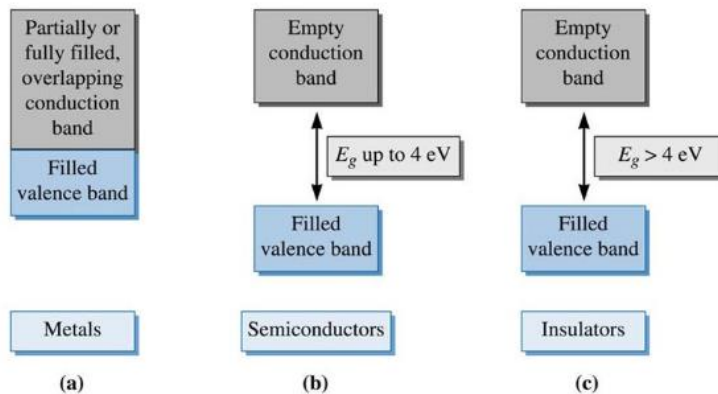 Partially or
fully filled,
overlapping
conduction
band
Filled
valence band
Metals
(a)
Empty
conduction
band
E_g up to 4 eV
Filled
valence band
Semiconductors
(b)
Empty
conduction
band
E_g > 4 eV
Filled
valence band
Insulators
(c)